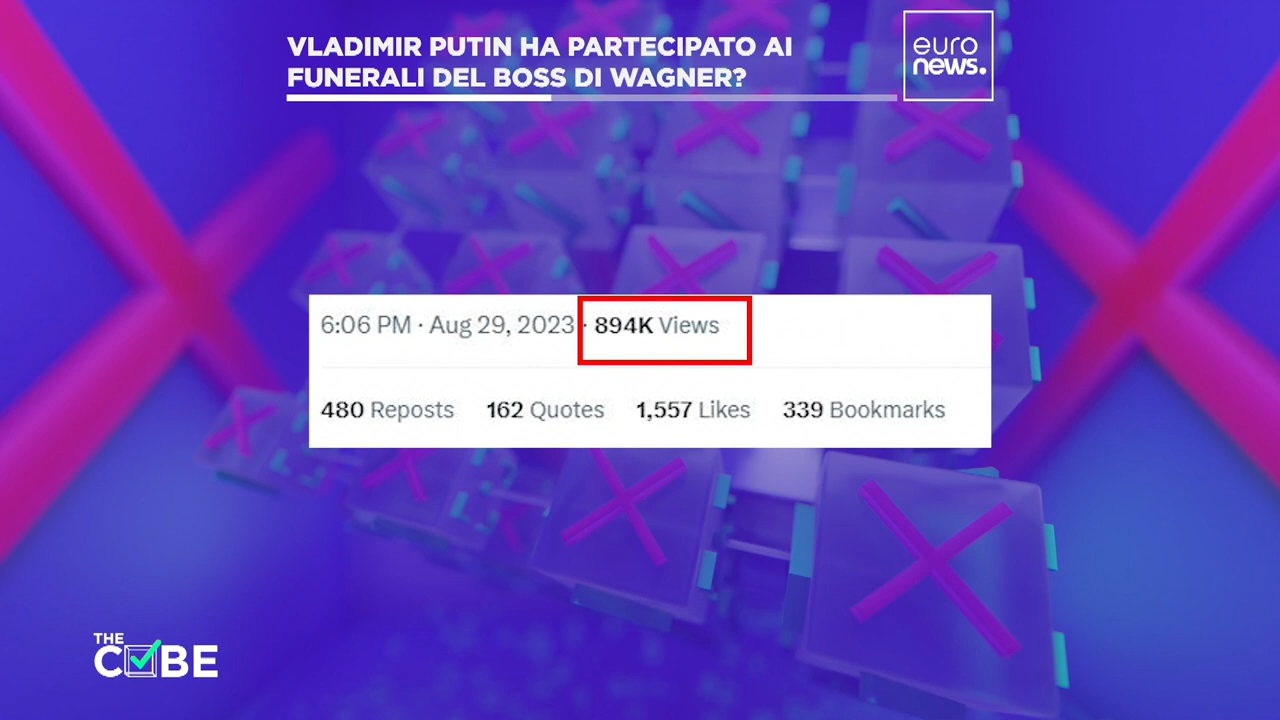 VLADIMIR PUTIN HA PARTECIPATO AI
FUNERALI DEL BOSS DI WAGNER?
euro
news.
6:06 PM · Aug 29, 2023 · 894K Views
480 Reposts 162 Quotes 1,557 Likes 339 Bookmarks
THE
CUBE